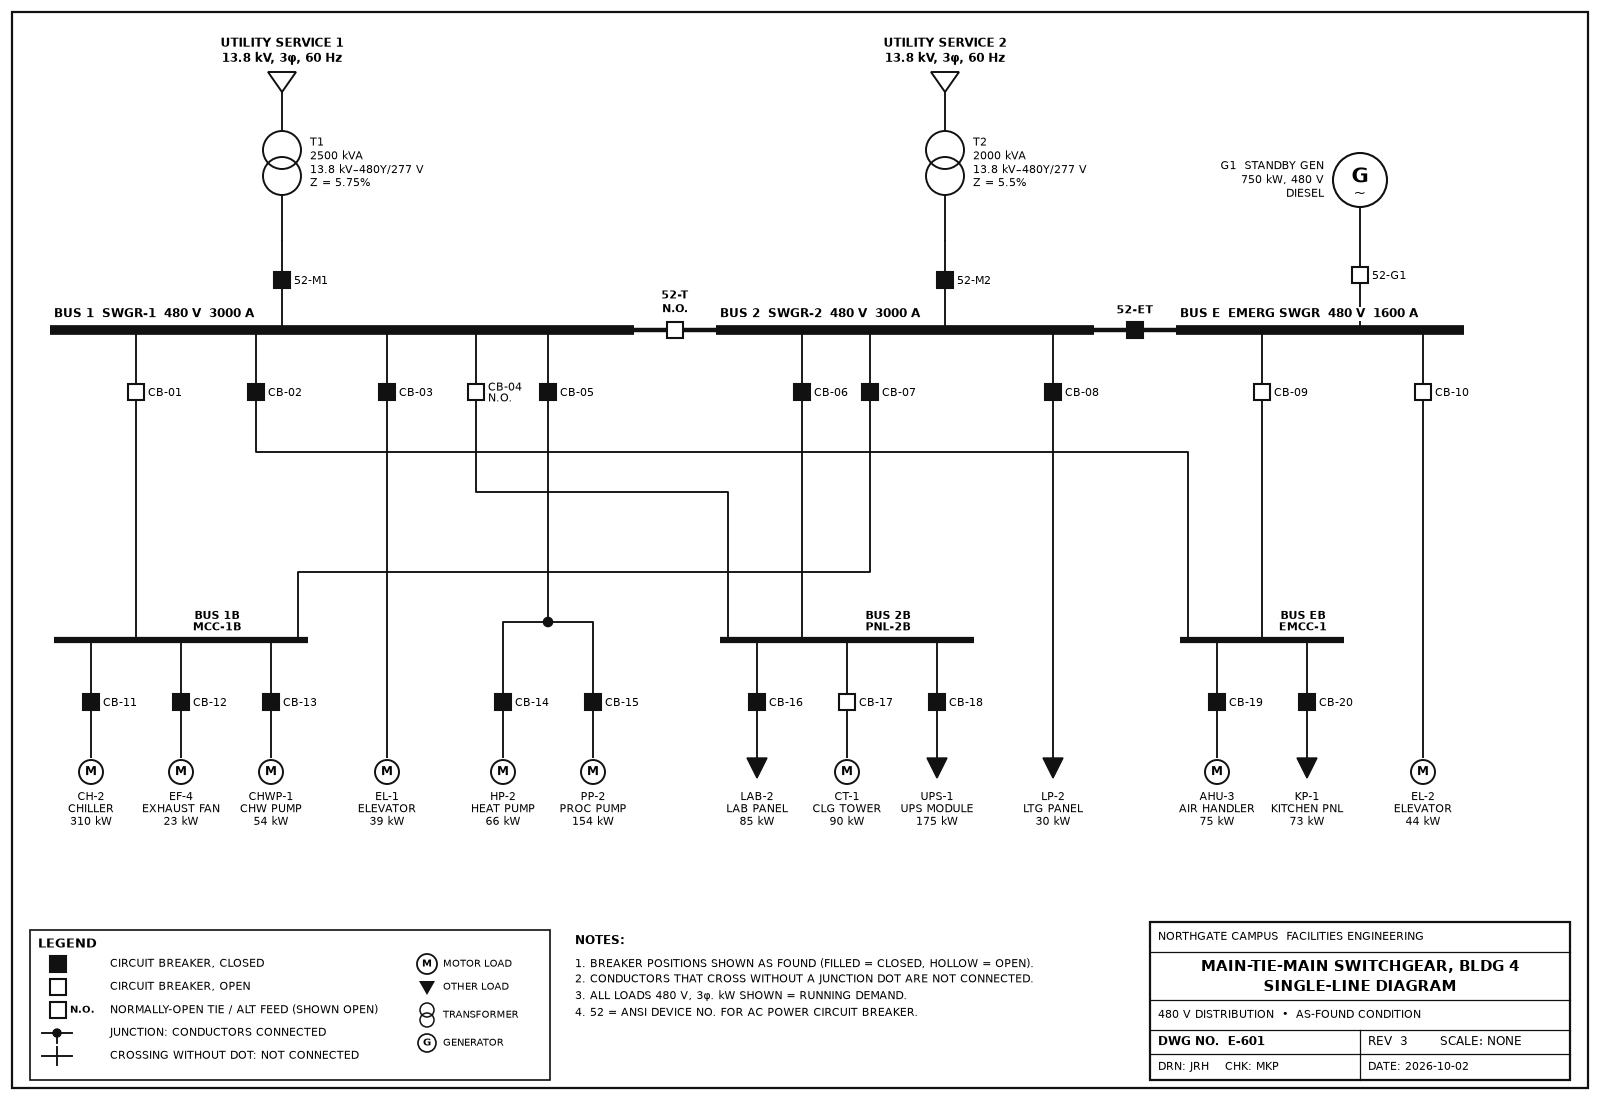 UTILITY SERVICE 1
13.8 kV, 3φ, 60 Hz
UTILITY SERVICE 2
13.8 kV, 3φ, 60 Hz
T1
2500 kVA
13.8 kV–480Y/277 V
Z = 5.75%
T2
2000 kVA
13.8 kV–480Y/277 V
Z = 5.5%
G1 STANDBY GEN
750 kW, 480 V
DIESEL
G
~
52-M1
52-M2
52-G1
52-T
N.O.
52-ET
BUS 1 SWGR-1 480 V 3000 A
BUS 2 SWGR-2 480 V 3000 A
BUS E EMERG SWGR 480 V 1600 A
CB-01
CB-02
CB-03
CB-04
N.O.
CB-05
CB-06
CB-07
CB-08
CB-09
CB-10
BUS 1B
MCC-1B
BUS 2B
PNL-2B
BUS EB
EMCC-1
CB-11
CB-12
CB-13
CB-14
CB-15
CB-16
CB-17
CB-18
CB-19
CB-20
M
M
M
M
M
M
M
M
M
CH-2
CHILLER
310 kW
EF-4
EXHAUST FAN
23 kW
CHWP-1
CHW PUMP
54 kW
EL-1
ELEVATOR
39 kW
HP-2
HEAT PUMP
66 kW
PP-2
PROC PUMP
154 kW
LAB-2
LAB PANEL
85 kW
CT-1
CLG TOWER
90 kW
UPS-1
UPS MODULE
175 kW
LP-2
LTG PANEL
30 kW
AHU-3
AIR HANDLER
75 kW
KP-1
KITCHEN PNL
73 kW
EL-2
ELEVATOR
44 kW
LEGEND
CIRCUIT BREAKER, CLOSED
CIRCUIT BREAKER, OPEN
N.O. NORMALLY-OPEN TIE / ALT FEED (SHOWN OPEN)
JUNCTION: CONDUCTORS CONNECTED
CROSSING WITHOUT DOT: NOT CONNECTED
M MOTOR LOAD
OTHER LOAD
TRANSFORMER
G GENERATOR
NOTES:
1. BREAKER POSITIONS SHOWN AS FOUND (FILLED = CLOSED, HOLLOW = OPEN).
2. CONDUCTORS THAT CROSS WITHOUT A JUNCTION DOT ARE NOT CONNECTED.
3. ALL LOADS 480 V, 3φ. kW SHOWN = RUNNING DEMAND.
4. 52 = ANSI DEVICE NO. FOR AC POWER CIRCUIT BREAKER.
NORTHGATE CAMPUS FACILITIES ENGINEERING
MAIN-TIE-MAIN SWITCHGEAR, BLDG 4
SINGLE-LINE DIAGRAM
480 V DISTRIBUTION • AS-FOUND CONDITION
DWG NO. E-601
REV 3 SCALE: NONE
DRN: JRH CHK: MKP
DATE: 2026-10-02